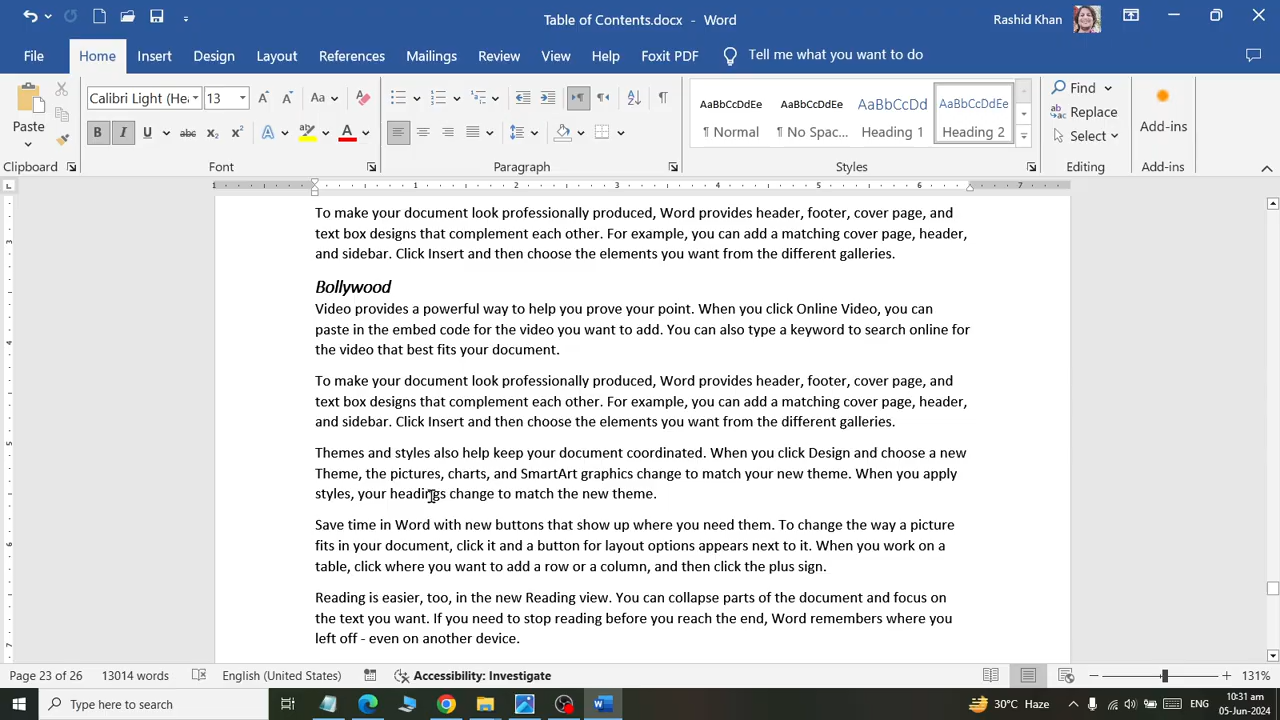 Table of Contents.docx - Word
Rashid Khan
File Home Insert Draw Design Layout References Mailings Review View Help Foxit PDF Tell me what you want to do
Calibri Light (He 13 Aa
AaBbCcDdEe AaBbCcDdEe AaBbCcDd AaBbCcDdEe
¶ Normal ¶ No Spac... Heading 1 Heading 2
Find
Replace
Select
Paste
Add-ins
Clipboard Font Paragraph Styles Editing Add-ins
1 1 2 3 4 5 6 7
To make your document look professionally produced, Word provides header, footer, cover page, and
text box designs that complement each other. For example, you can add a matching cover page, header,
and sidebar. Click Insert and then choose the elements you want from the different galleries.
Bollywood
Video provides a powerful way to help you prove your point. When you click Online Video, you can
paste in the embed code for the video you want to add. You can also type a keyword to search online for
the video that best fits your document.
To make your document look professionally produced, Word provides header, footer, cover page, and
text box designs that complement each other. For example, you can add a matching cover page, header,
and sidebar. Click Insert and then choose the elements you want from the different galleries.
Themes and styles also help keep your document coordinated. When you click Design and choose a new
Theme, the pictures, charts, and SmartArt graphics change to match your new theme. When you apply
styles, your headings change to match the new theme.
Save time in Word with new buttons that show up where you need them. To change the way a picture
fits in your document, click it and a button for layout options appears next to it. When you work on a
table, click where you want to add a row or a column, and then click the plus sign.
Reading is easier, too, in the new Reading view. You can collapse parts of the document and focus on
the text you want. If you need to stop reading before you reach the end, Word remembers where you
left off - even on another device.
Page 23 of 26 13014 words English (United States) Accessibility: Investigate 131%
Type here to search
30°C Haze ENG
0:31 am
05-Jun-2024